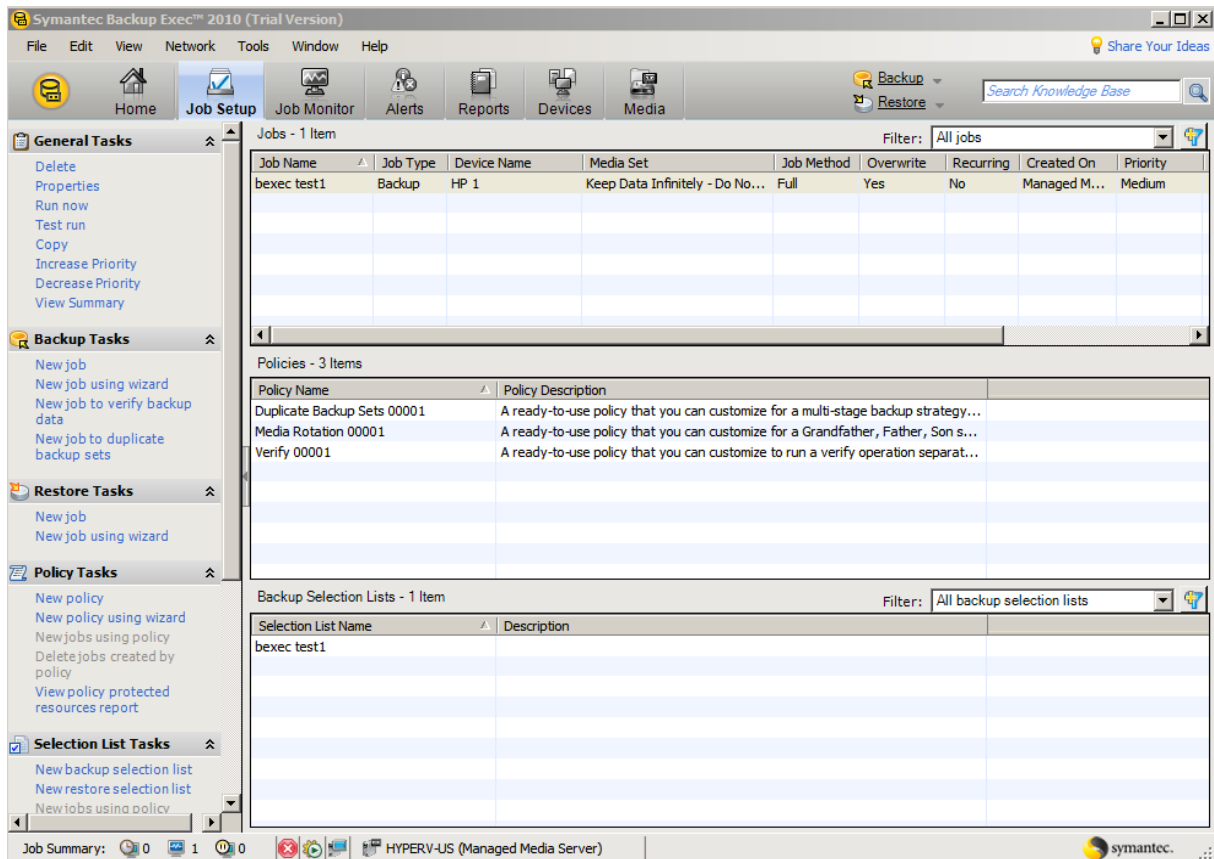 Symantec Backup Exec™ 2010 (Trial Version)
File Edit View Network Tools Window Help
Share Your Ideas
Home Job Setup Job Monitor Alerts Reports Devices Media
Backup
Restore
Search Knowledge Base
General Tasks
Delete
Properties
Run now
Test run
Copy
Increase Priority
Decrease Priority
View Summary
Backup Tasks
New job
New job using wizard
New job to verify backup
data
New job to duplicate
backup sets
Restore Tasks
New job
New job using wizard
Policy Tasks
New policy
New policy using wizard
New jobs using policy
Delete jobs created by
policy
View policy protected
resources report
Selection List Tasks
New backup selection list
New restore selection list
New jobs using policy
Jobs - 1 Item
Filter: All jobs
Job Name Job Type Device Name Media Set Job Method Overwrite Recurring Created On Priority
bexec test1 Backup HP 1 Keep Data Infinitely - Do No... Full Yes No Managed M... Medium
Policies - 3 Items
Policy Name Policy Description
Duplicate Backup Sets 00001 A ready-to-use policy that you can customize for a multi-stage backup strategy...
Media Rotation 00001 A ready-to-use policy that you can customize for a Grandfather, Father, Son s...
Verify 00001 A ready-to-use policy that you can customize to run a verify operation separat...
Backup Selection Lists - 1 Item
Filter: All backup selection lists
Selection List Name Description
bexec test1
Job Summary: 0 1 0 HYPERV-US (Managed Media Server)
symantec.